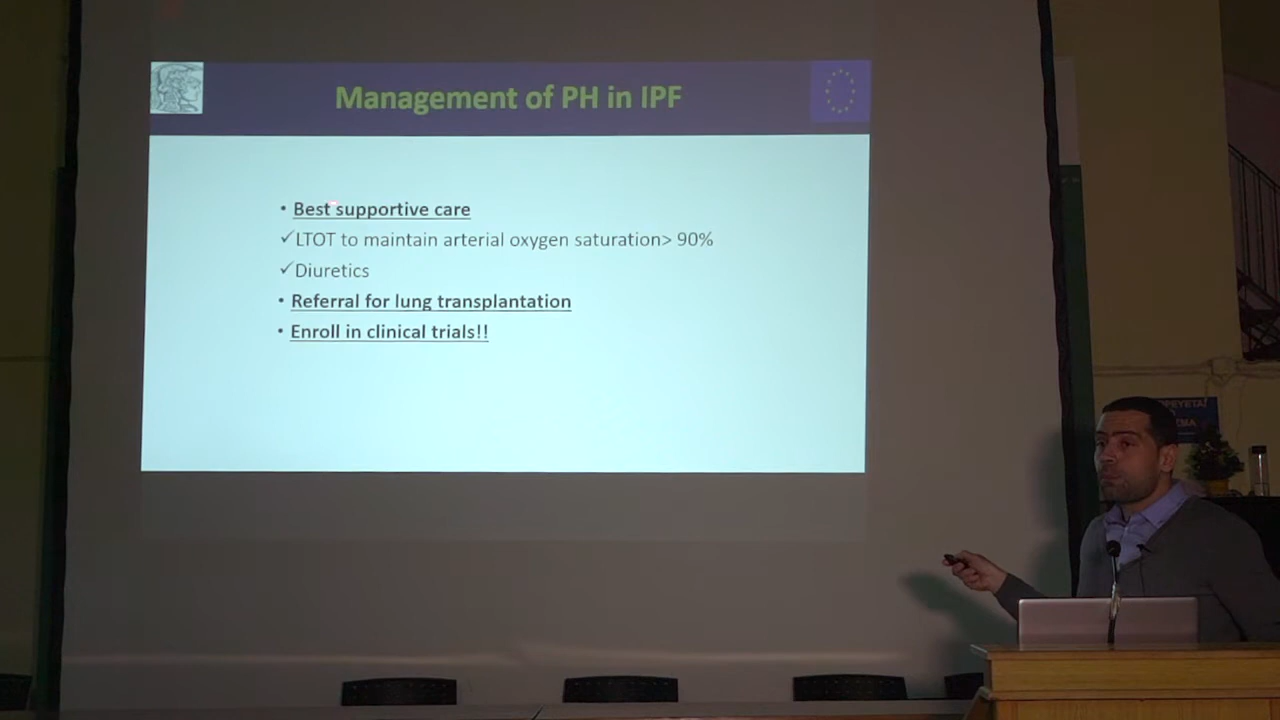 Management of PH in IPF
• Best supportive care
✓LTOT to maintain arterial oxygen saturation> 90%
✓Diuretics
• Referral for lung transplantation
• Enroll in clinical trials!!